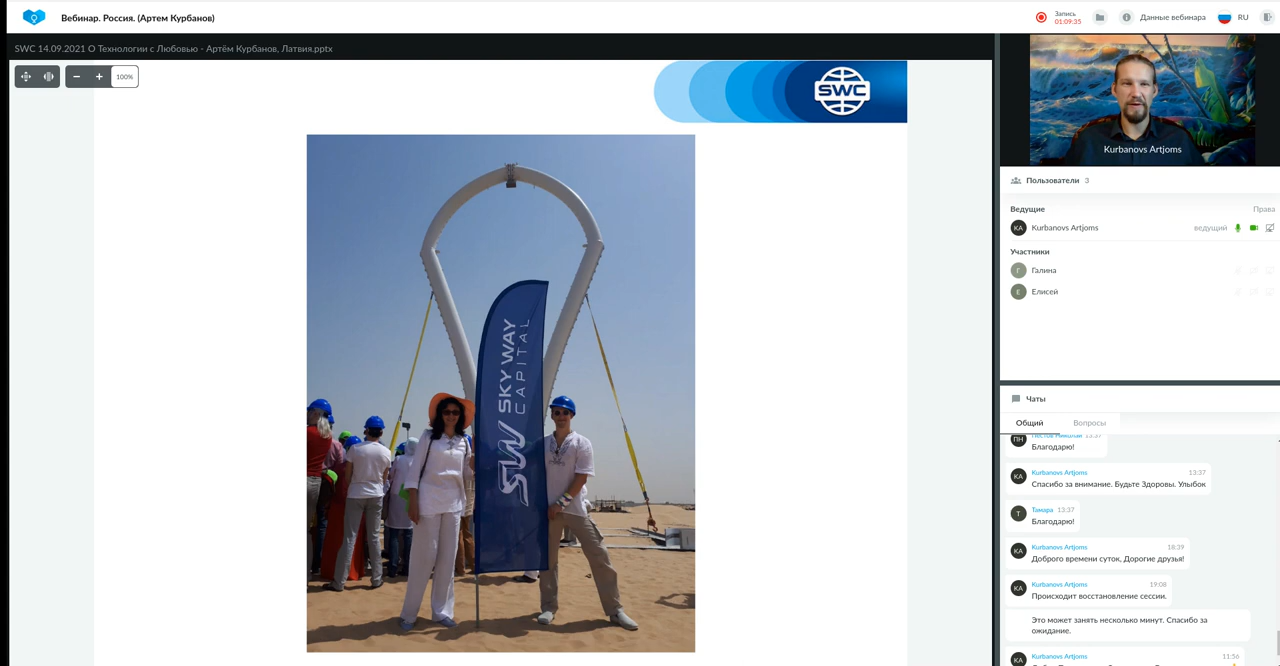 Вебинар. Россия. (Артем Курбанов)
Запись
01:09:35
Данные вебинара
RU
SWC 14.09.2021 О Технологии с Любовью - Артём Курбанов, Латвия.pptx
100%
SWC
SW SKY WAY
CAPITAL
Kurbanovs Artjoms
Пользователи 3
Ведущие
Права
KA Kurbanovs Artjoms
ведущий
Участники
Г Галина
Е Елисей
Чаты
Общий
Вопросы
ПН
13:37
Благодарю!
KA Kurbanovs Artjoms 13:37
Спасибо за внимание. Будьте Здоровы. Улыбок
Т Тамара 13:37
Благодарю!
KA Kurbanovs Artjoms 18:39
Доброго времени суток, Дорогие друзья!
KA Kurbanovs Artjoms 19:08
Происходит восстановление сессии.
Это может занять несколько минут. Спасибо за
ожидание.
KA Kurbanovs Artjoms 11:56